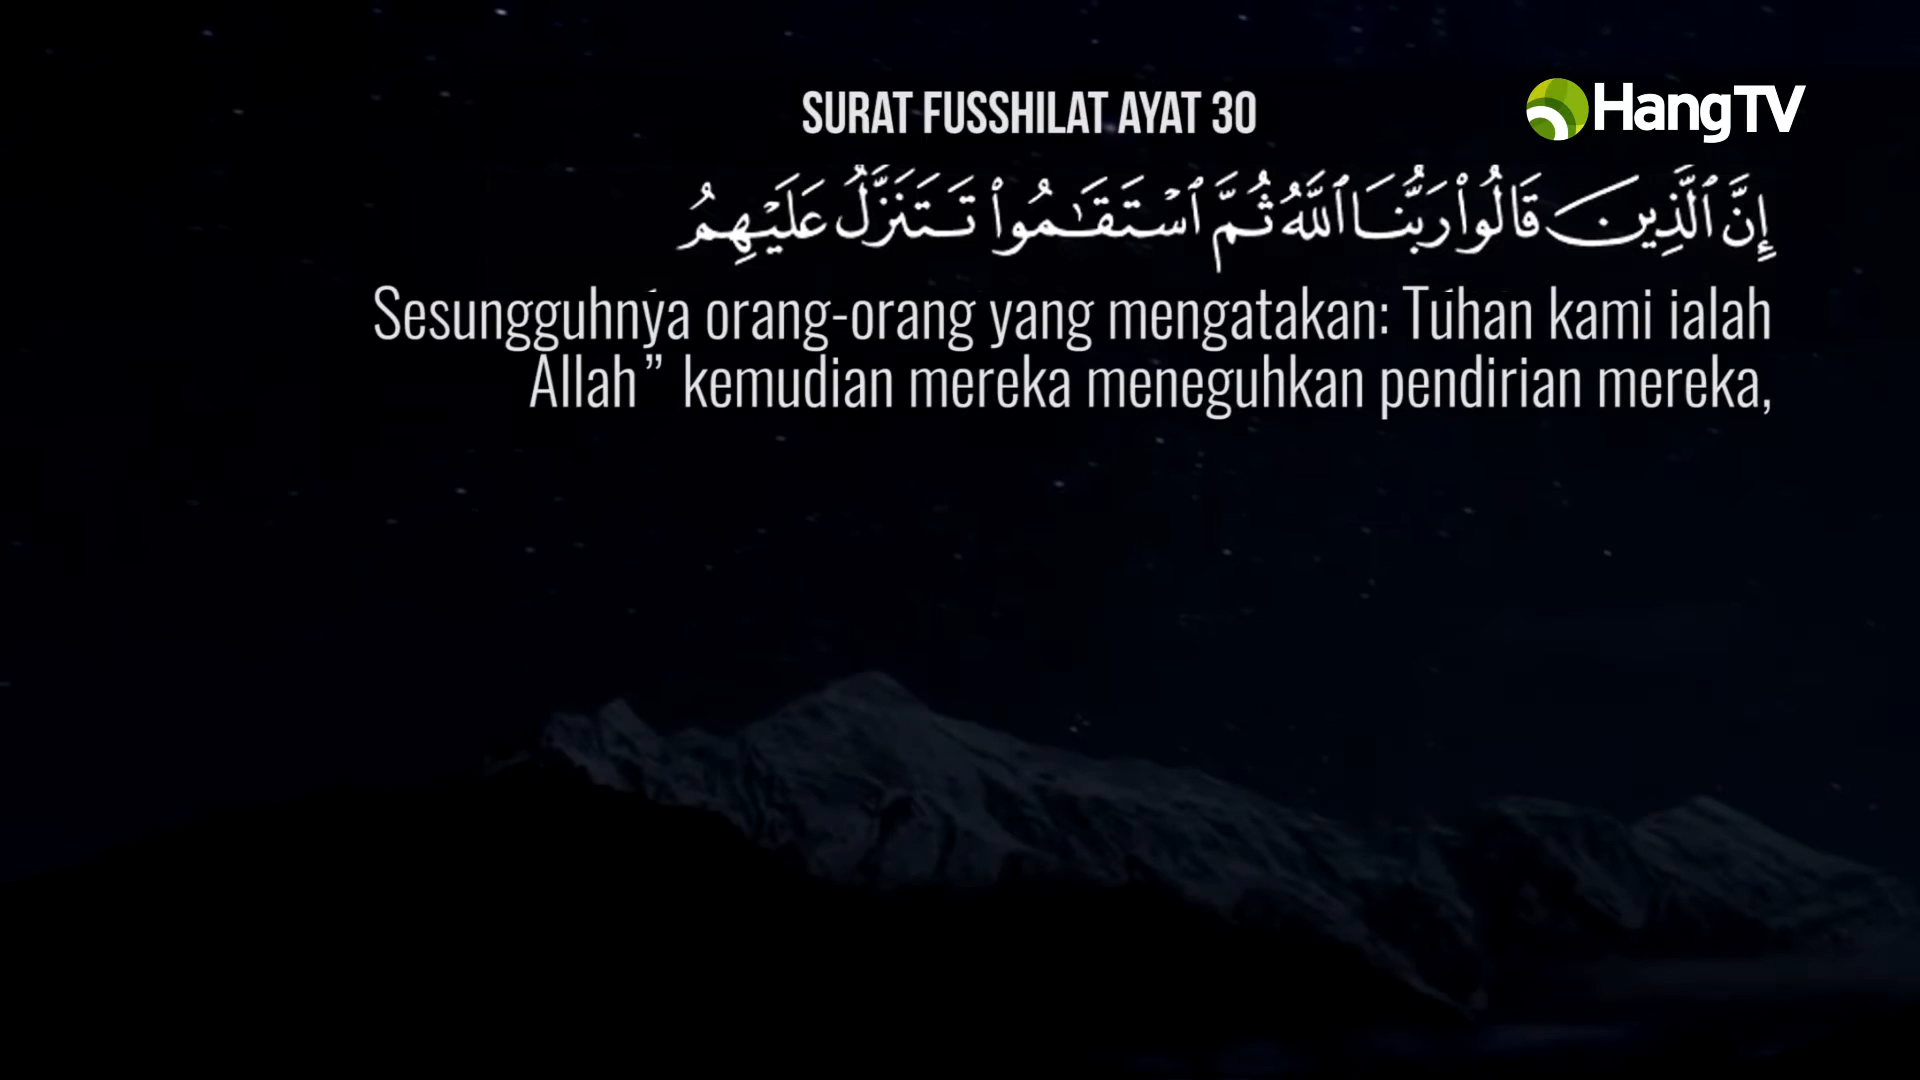 SURAT FUSSHILAT AYAT 30
HangTV
إِنَّ ٱلَّذِينَ قَالُوا۟ رَبُّنَا ٱللَّهُ ثُمَّ ٱسْتَقَـٰمُوا۟ تَتَنَزَّلُ عَلَيْهِمُ
Sesungguhnya orang-orang yang mengatakan: Tuhan kami ialah
Allah” kemudian mereka meneguhkan pendirian mereka,